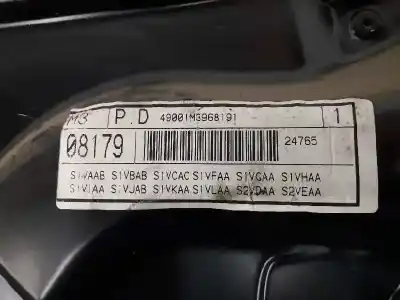 M3 P.D 49001M3968191 1
08179 24765
S1VAAB S1VBAB S1VCAC S1VFAA S1VGAA S1VHAA
S1VIAA S1VJAB S1VKAA S1VLAA S2VDAA S2VEAA